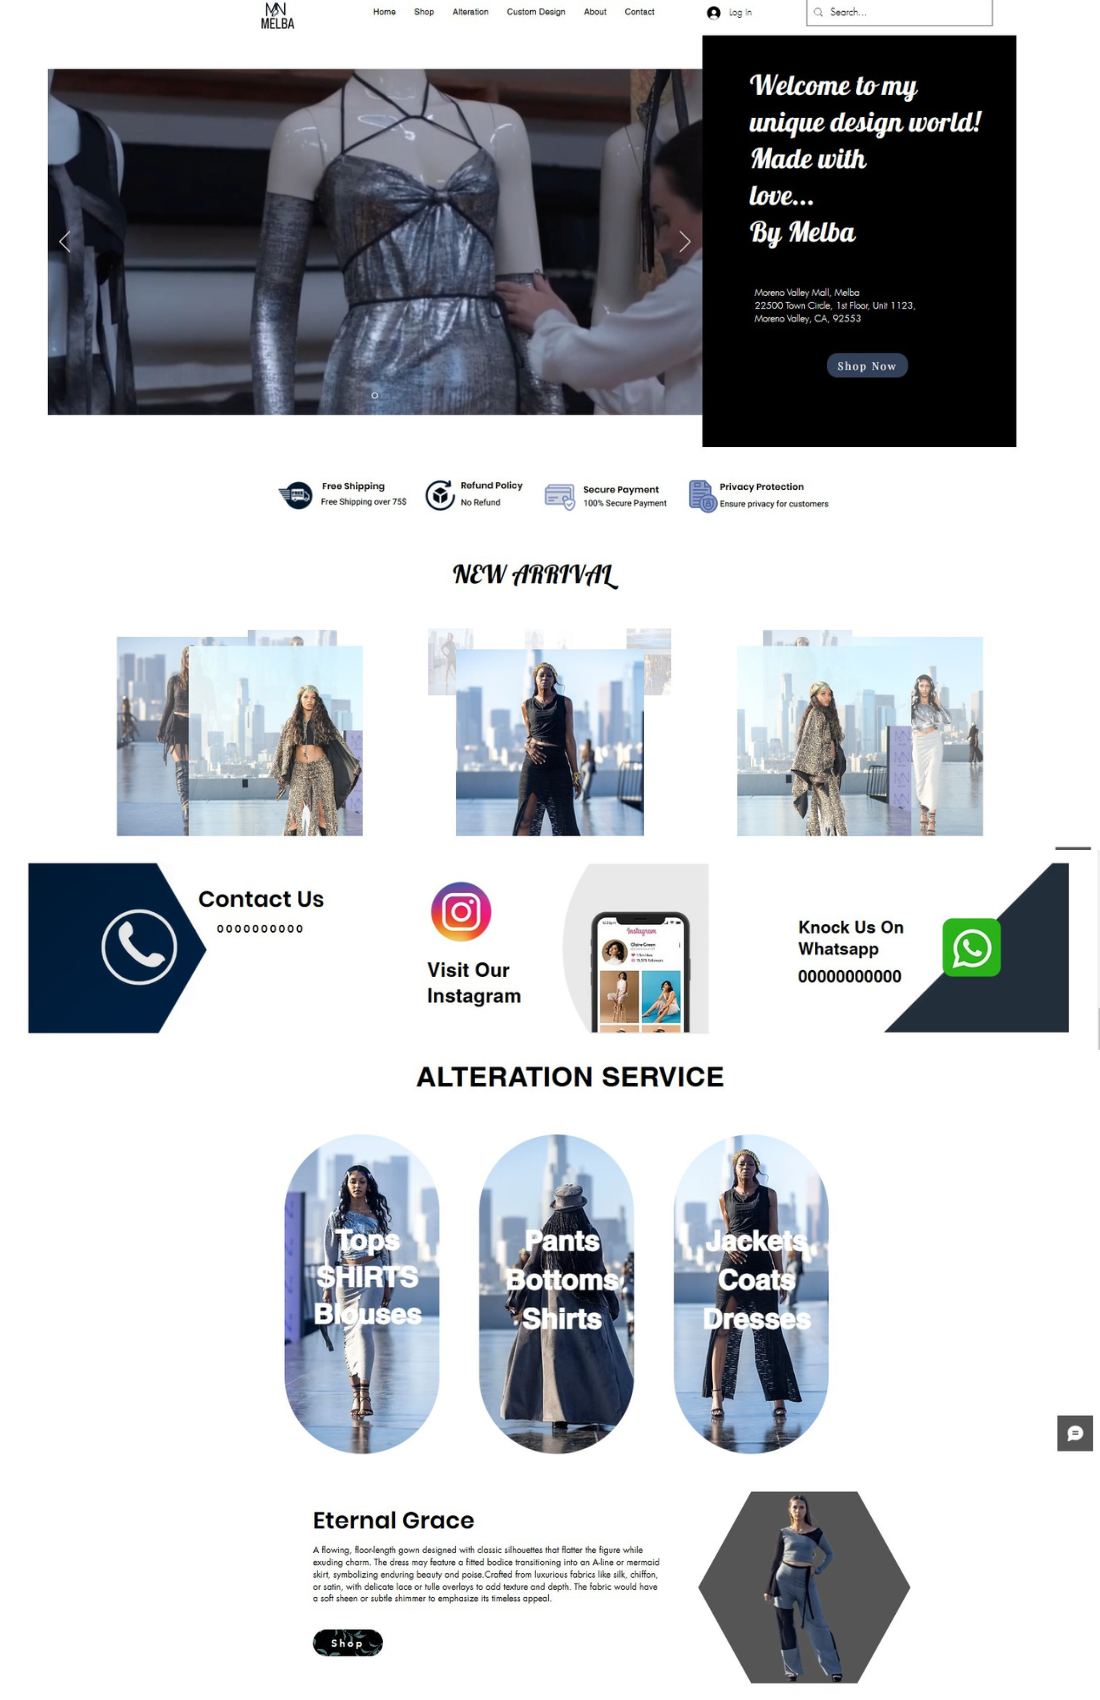 MN
MELBA
Home Shop Alteration Custom Design About Contact
Log In
Search...
Welcome to my
unique design world!
Made with
love...
By Melba
Moreno Valley Mall, Melba
22500 Town Circle, 1st Floor, Unit 1123,
Moreno Valley, CA, 92553
Shop Now
Free Shipping
Free Shipping over 75$
Refund Policy
No Refund
Secure Payment
100% Secure Payment
Privacy Protection
Ensure privacy for customers
NEW ARRIVAL
Contact Us
0000000000
Visit Our
Instagram
Instagram
Claire Green
Knock Us On
Whatsapp
00000000000
ALTERATION SERVICE
Tops
SHIRTS
Blouses
Pants
Bottoms
Shirts
Jackets
Coats
Dresses
Eternal Grace
A flowing, floor-length gown designed with classic silhouettes that flatter the figure while
exuding charm. The dress may feature a fitted bodice transitioning into an A-line or mermaid
skirt, symbolizing enduring beauty and poise.Crafted from luxurious fabrics like silk, chiffon,
or satin, with delicate lace or tulle overlays to add texture and depth. The fabric would have
a soft sheen or subtle shimmer to emphasize its timeless appeal.
Shop